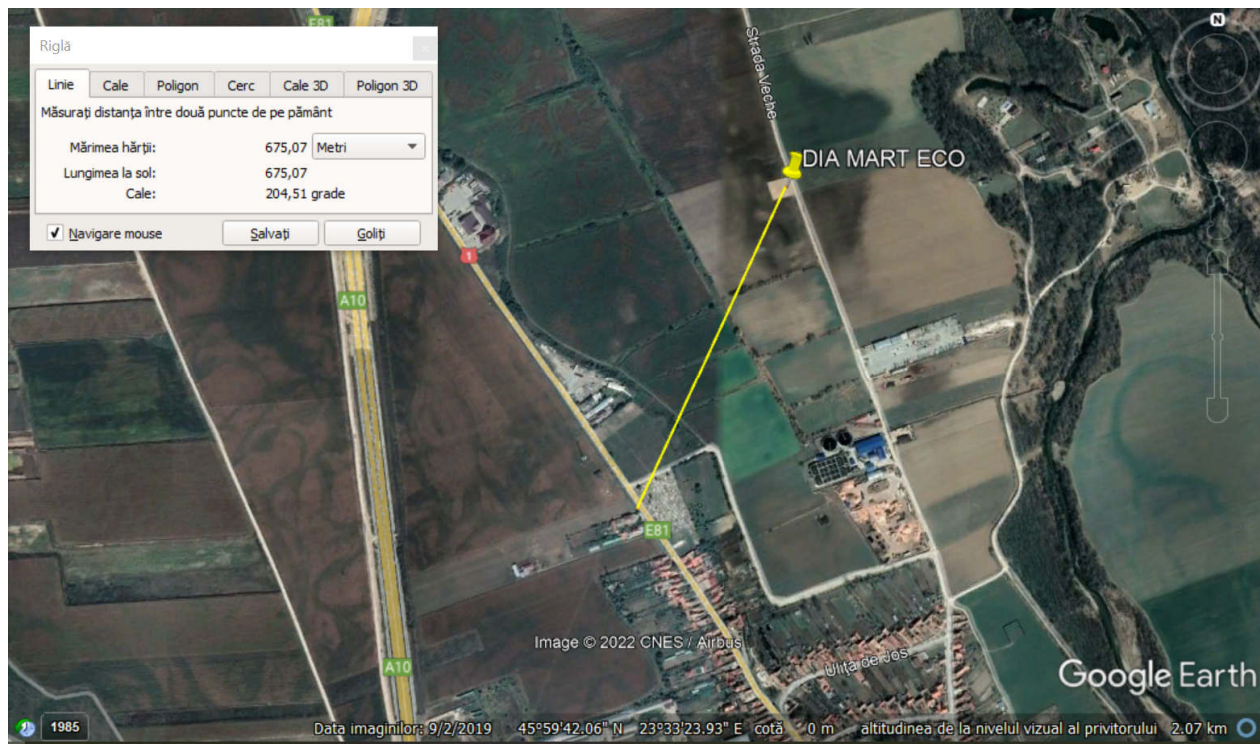 E81
Riglă
Linie Cale Poligon Cerc Cale 3D Poligon 3D
Măsurați distanța între două puncte de pe pământ
Mărimea hărții: 675,07 Metri
Lungimea la sol: 675,07
Cale: 204,51 grade
Navigare mouse Salvați Goliți
N
Strada Veche
DIA MART ECO
1
A10
E81
Image © 2022 CNES / Airbus
A10
Ulița de Jos
Google Earth
1985
Data imaginilor: 9/2/2019 45°59'42.06" N 23°33'23.93" E cotă 0 m altitudinea de la nivelul vizual al privitorului 2.07 km